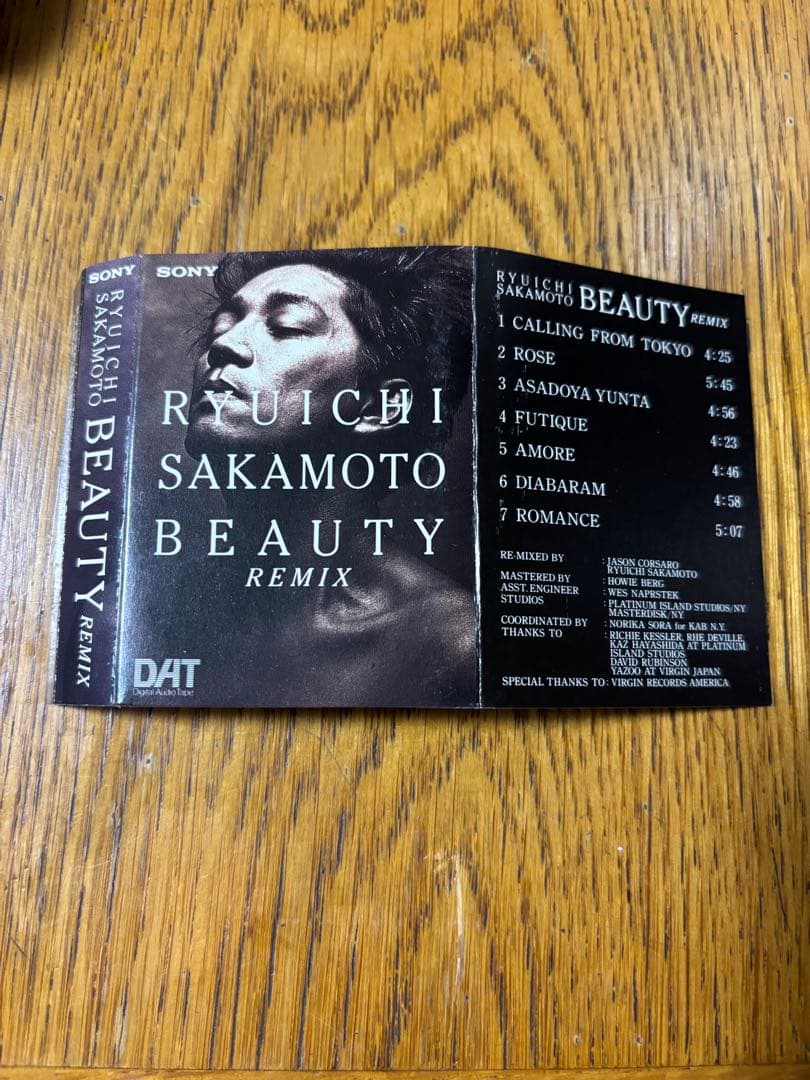 SONY
RYUICHI
SAKAMOTO
BEAUTY REMIX
SONY
RYUICHI
SAKAMOTO
BEAUTY
REMIX
DAT
Digital Audio Tape
RYUICHI
SAKAMOTO BEAUTY REMIX
1 CALLING FROM TOKYO 4:25
2 ROSE 5:45
3 ASADOYA YUNTA 4:56
4 FUTIQUE 4:23
5 AMORE 4:46
6 DIABARAM 4:58
7 ROMANCE 5:07
RE-MIXED BY : JASON CORSARO
RYUICHI SAKAMOTO
MASTERED BY : HOWIE BERG
ASST. ENGINEER : WES NAPRSTEK
STUDIOS : PLATINUM ISLAND STUDIOS/NY
MASTERDISK/NY
COORDINATED BY : NORIKA SORA for KAB N.Y.
THANKS TO : RICHIE KESSLER, RHE DEVILLE,
KAZ HAYASHIDA AT PLATINUM
ISLAND STUDIOS
DAVID RUBINSON
YAZOO AT VIRGIN JAPAN
SPECIAL THANKS TO : VIRGIN RECORDS AMERICA